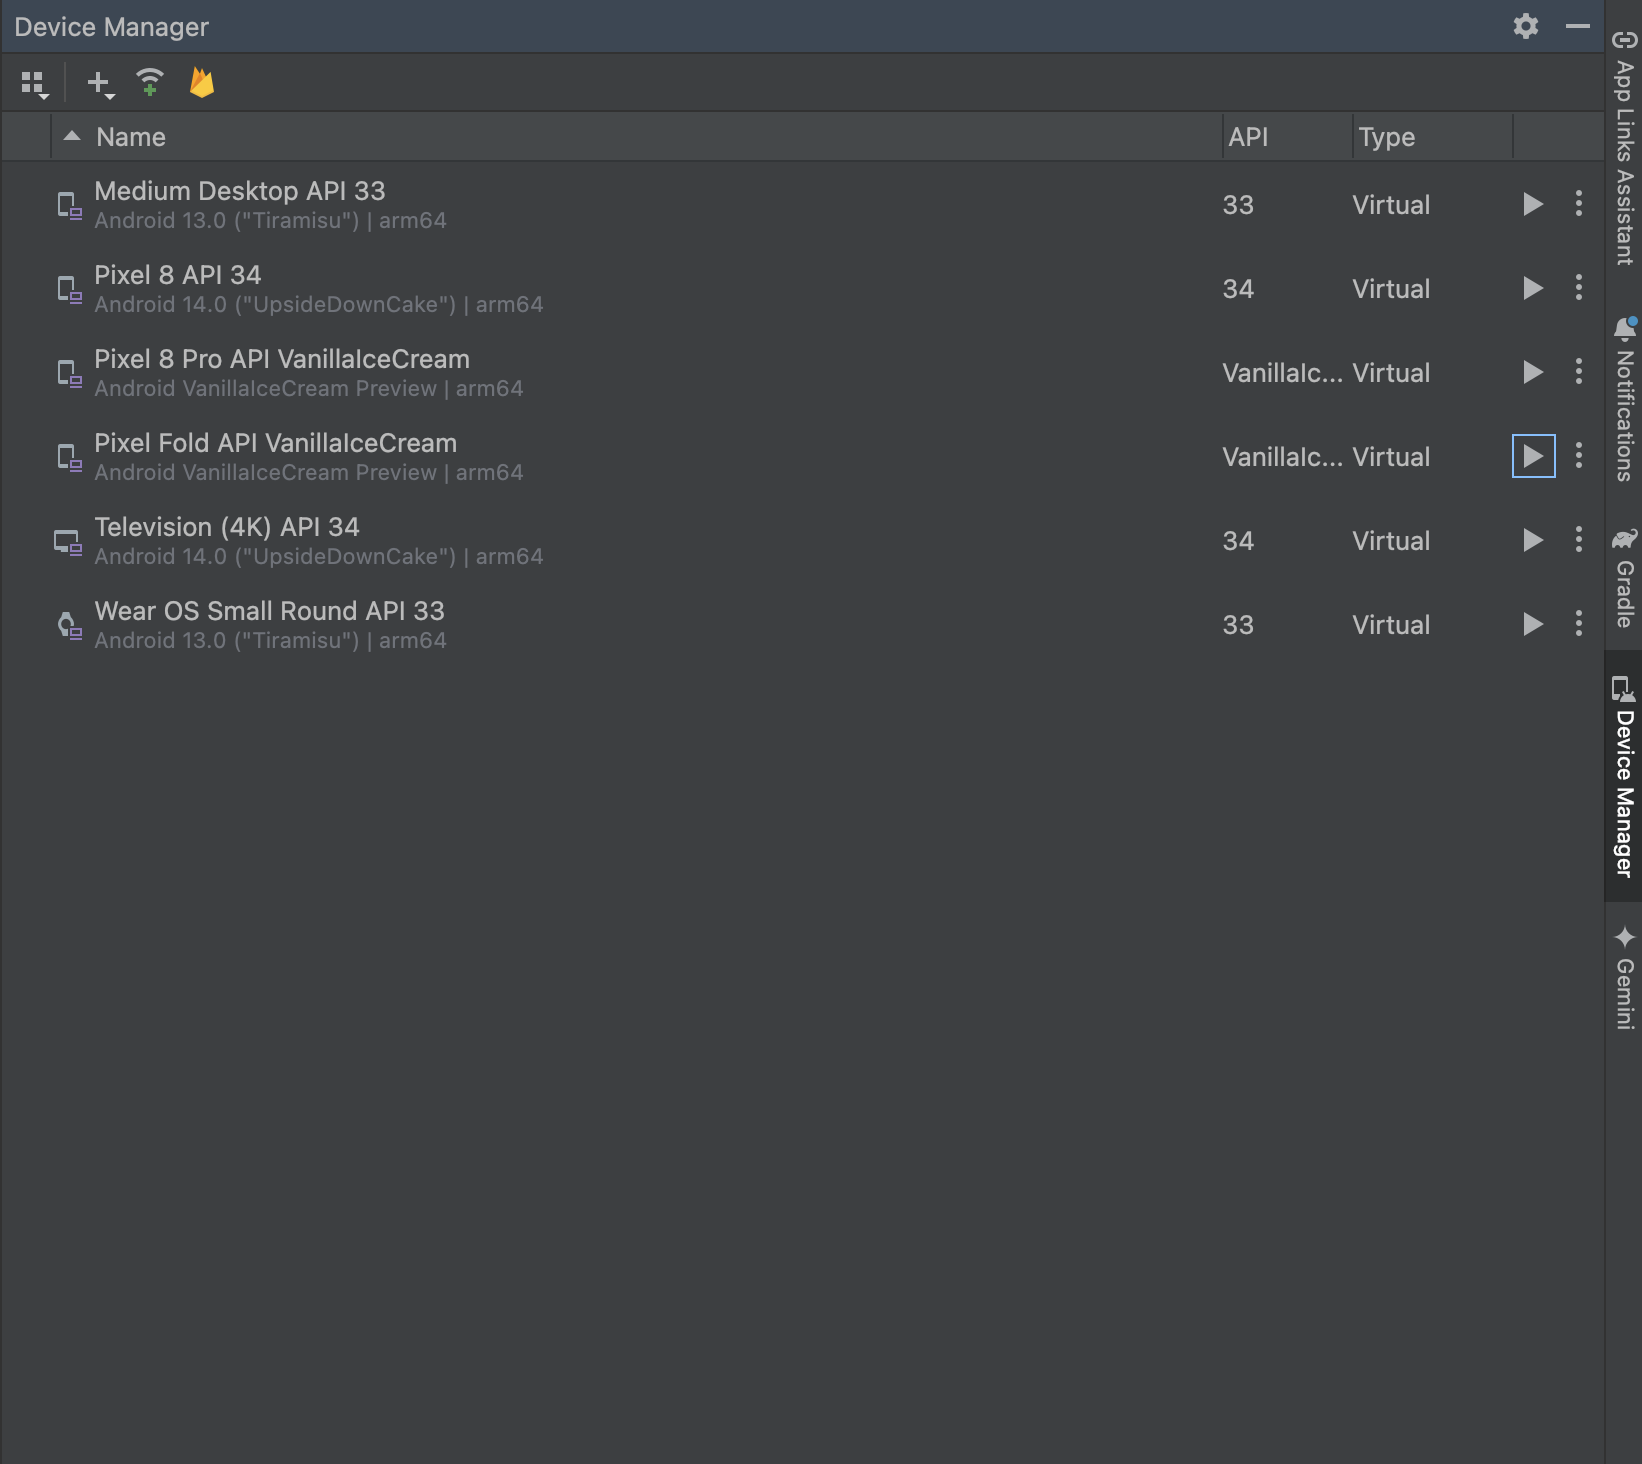 Device Manager
Name API Type
Medium Desktop API 33
Android 13.0 ("Tiramisu") | arm64
33 Virtual
Pixel 8 API 34
Android 14.0 ("UpsideDownCake") | arm64
34 Virtual
Pixel 8 Pro API VanillaIceCream
Android VanillaIceCream Preview | arm64
VanillaIc... Virtual
Pixel Fold API VanillaIceCream
Android VanillaIceCream Preview | arm64
VanillaIc... Virtual
Television (4K) API 34
Android 14.0 ("UpsideDownCake") | arm64
34 Virtual
Wear OS Small Round API 33
Android 13.0 ("Tiramisu") | arm64
33 Virtual
App Links Assistant
Notifications
Gradle
Device Manager
Gemini